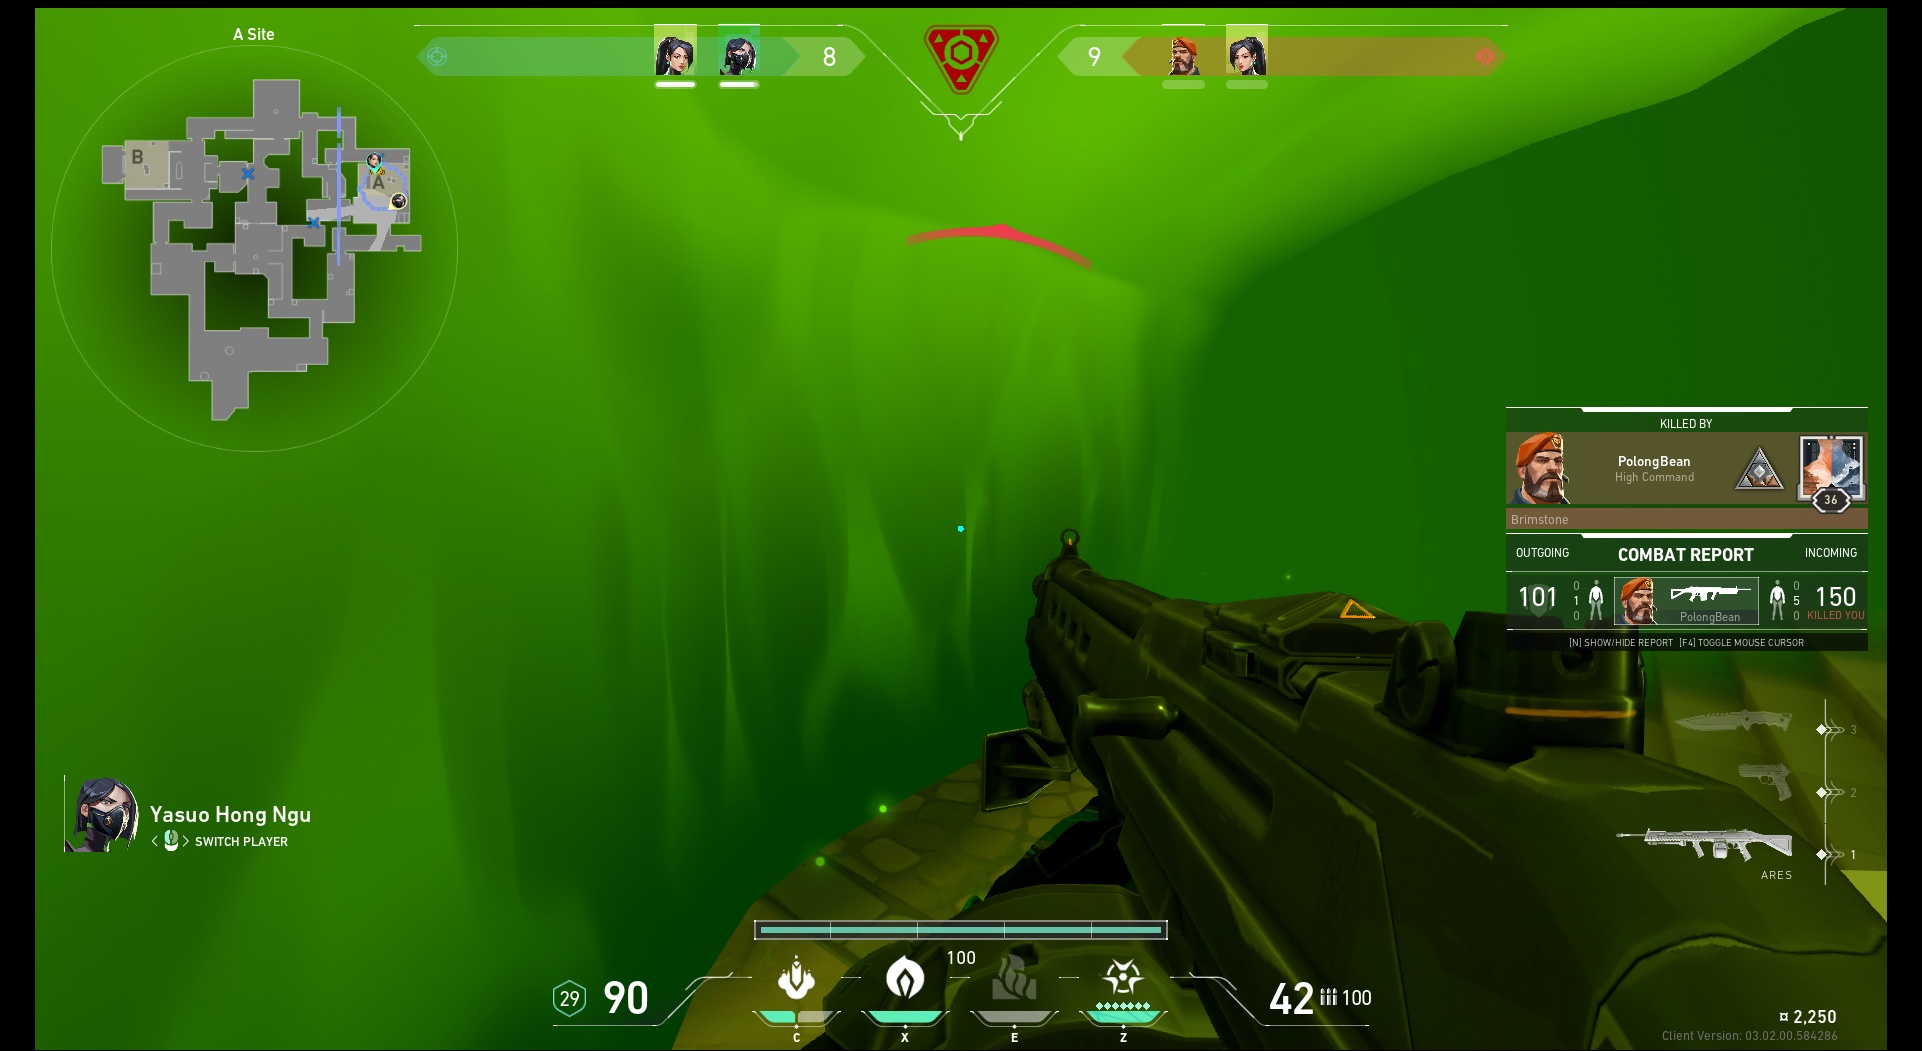 A Site
8
9
B
A
KILLED BY
PolongBean
High Command
36
Brimstone
OUTGOING
COMBAT REPORT
INCOMING
101
0
1
0
PolongBean
0
5
0
150
KILLED YOU
[N] SHOW/HIDE REPORT [F4] TOGGLE MOUSE CURSOR
3
2
1
ARES
Yasuo Hong Ngu
< > SWITCH PLAYER
100
29 90
42 100
C X E Z
¤ 2,250
Client Version: 03.02.00.584286